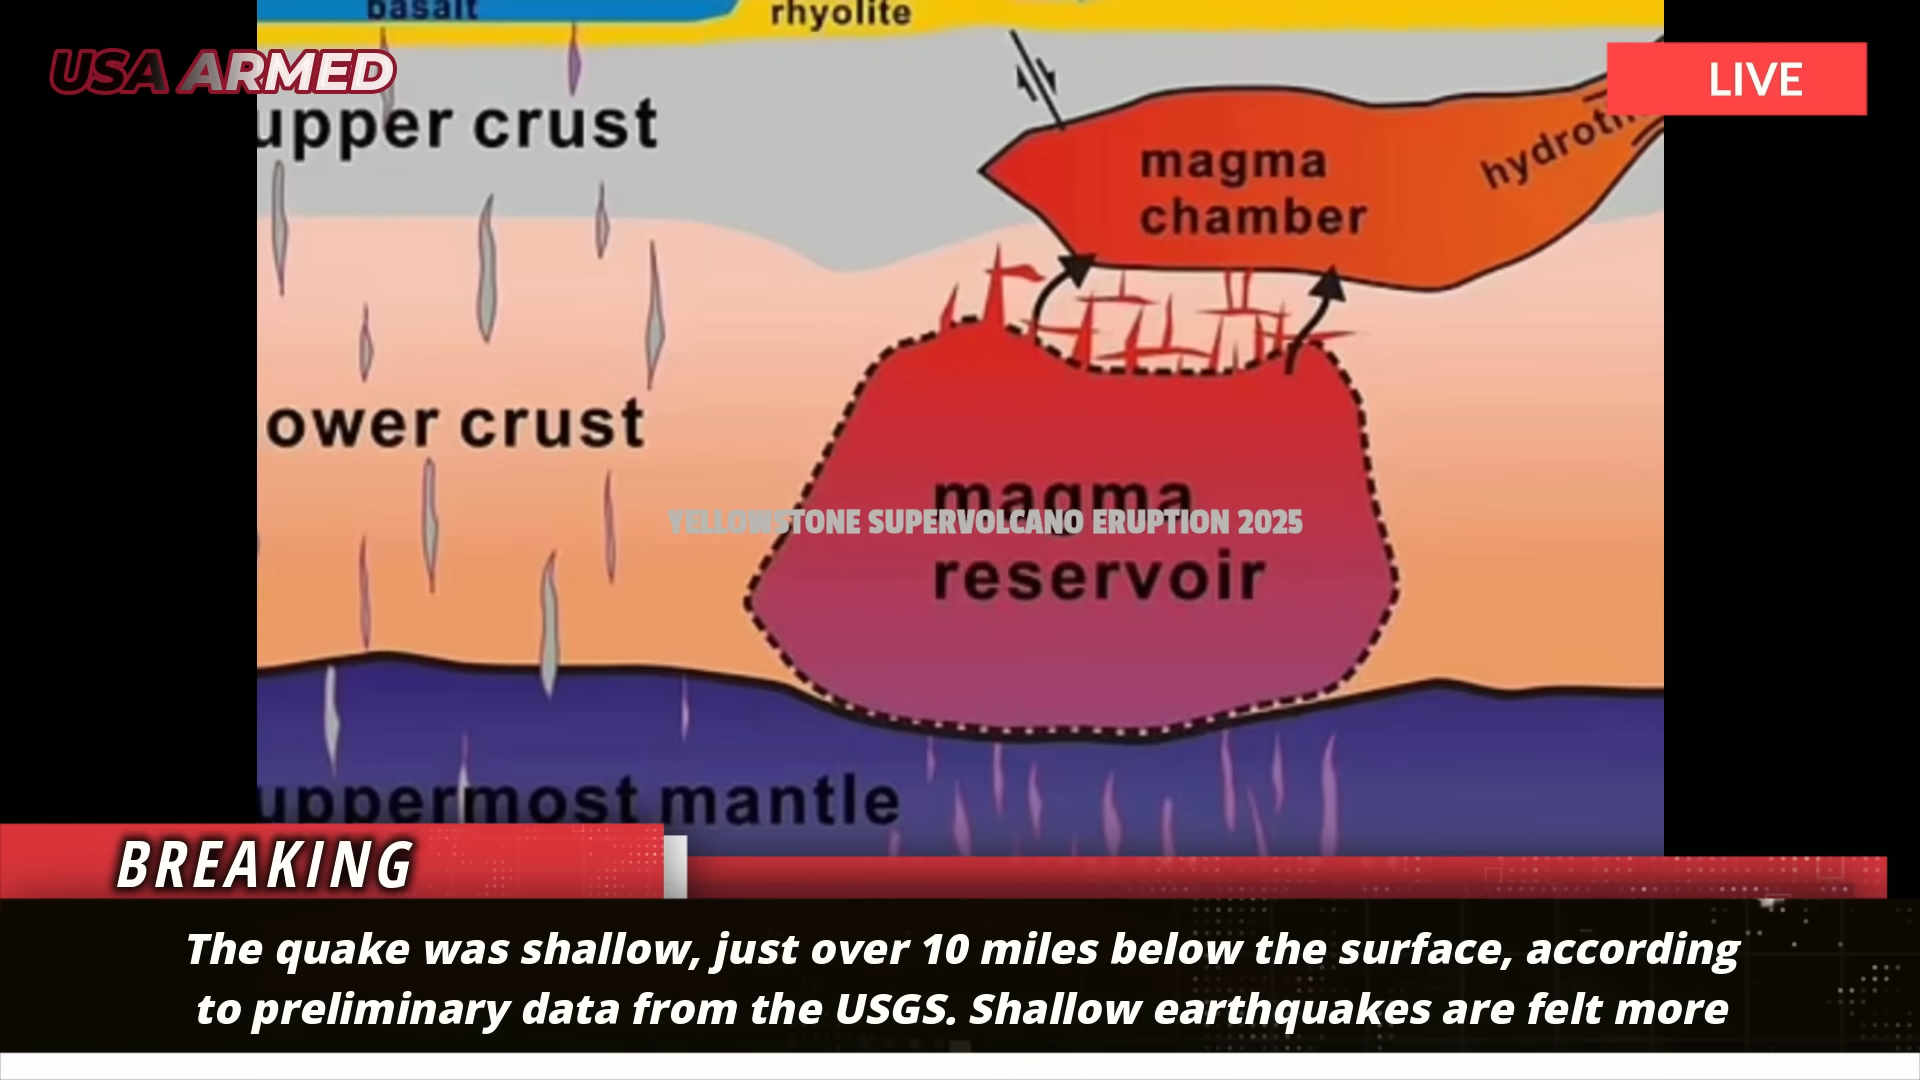 basalt
rhyolite
USA ARMED
LIVE
upper crust
magma
chamber
ower crust
magma
YELLOWSTONE SUPERVOLCANO ERUPTION 2025
reservoir
uppermost mantle
BREAKING
The quake was shallow, just over 10 miles below the surface, according
to preliminary data from the USGS. Shallow earthquakes are felt more